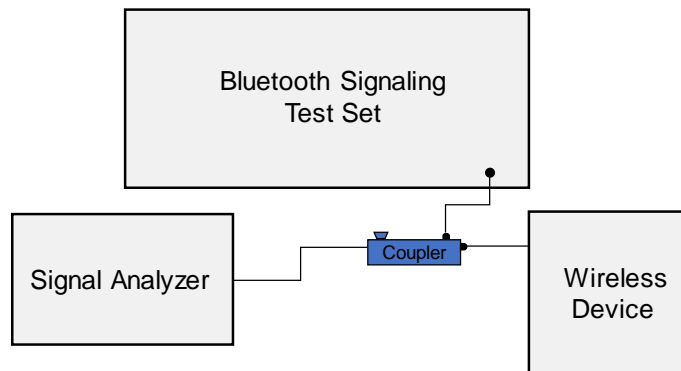 Bluetooth Signaling
Test Set
Signal Analyzer
Coupler
Wireless
Device